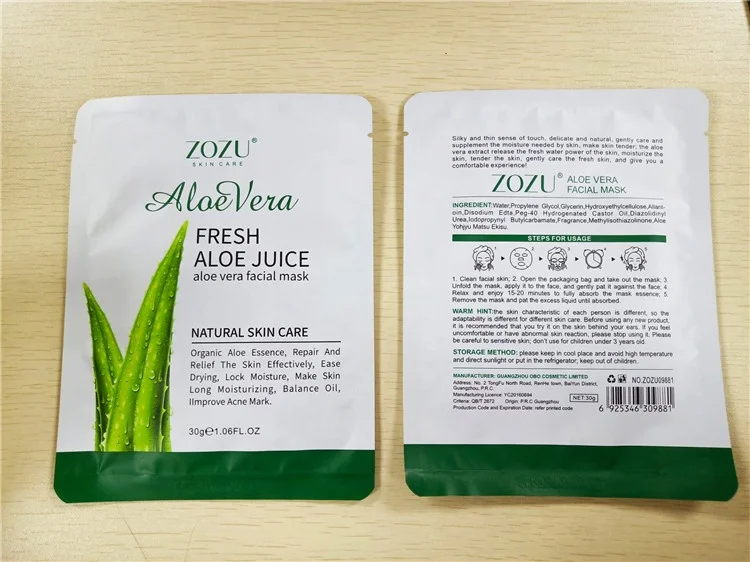 ZOZU®
SKIN CARE
Aloe Vera
FRESH
ALOE JUICE
aloe vera facial mask
NATURAL SKIN CARE
Organic Aloe Essence, Repair And
Relief The Skin Effectively, Ease
Drying, Lock Moisture, Make Skin
Long Moisturizing, Balance Oil,
IImprove Acne Mark.
30g℮1.06FL.OZ
Silky and thin sense of touch, delicate and natural, gently care and
supplement the moisture needed by skin, make skin tender; the aloe
vera extract release the fresh water power of the skin, moisturize the
skin, tender the skin, gently care the fresh skin, and give you a
comfortable experience!
ZOZU® ALOE VERA
FACIAL MASK
INGREDIENT:Water,Propylene Glycol,Glycerin,Hydroxyethylcellulose,Allant-
oin,Disodium Edta,Peg-40 Hydrogenated Castor Oil,Diazolidinyl
Urea,Iodopropynyl Butylcarbamate,Fragrance,Methylisothiazolinone,Aloe
Yohjyu Matsu Ekisu.
STEPS FOR USAGE
1 2 3 4 5
1. Clean facial skin; 2. Open the packaging bag and take out the mask; 3.
Unfold the mask, apply it to the face, and gently pat it against the face; 4.
Relax and enjoy 15-20 minutes to fully absorb the mask essence; 5.
Remove the mask and pat the excess liquid until absorbed.
WARM HINT:the skin characteristic of each person is different, so the
adaptability is different for different skin care. Before using any new product,
it is recommended that you try it on the skin behind your ears. If you feel
uncomfortable or have abnormal skin reaction, please stop using it. Please
be careful to sensitive skin; don't use for children under 3 years old.
STORAGE METHOD: please keep in cool place and avoid high temperature
and direct sunlight or put in the refrigerator; keep out of children.
MANUFACTURER: GUANGZHOU OBO COSMETIC LIMITED
Address: No. 2 TongFu North Road, RenHe town, BaiYun District,
Guangzhou, P.R.C.
Manufacturing Licence: YC20160694
Criteria: QB/T 2872 Origin: P.R.C Guangzhou
Production Code and Expiration Date: refer printed code
NET:30g
NO.ZOZU09881
6 925346 309881